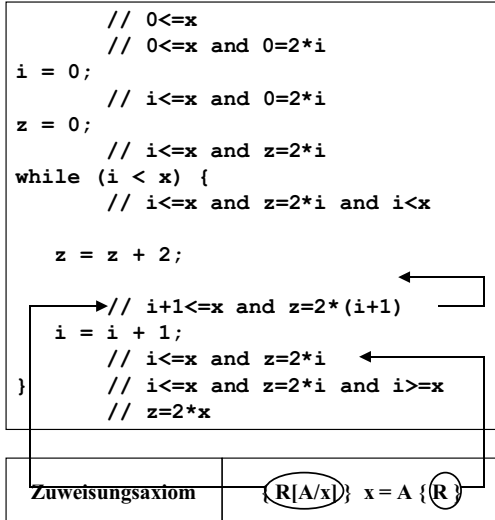 // 0<=x
// 0<=x and 0=2*i
i = 0;
// i<=x and 0=2*i
z = 0;
// i<=x and z=2*i
while (i < x) {
// i<=x and z=2*i and i<x
z = z + 2;
// i+1<=x and z=2*(i+1)
i = i + 1;
// i<=x and z=2*i
} // i<=x and z=2*i and i>=x
// z=2*x
Zuweisungsaxiom { R[A/x] } x = A { R }